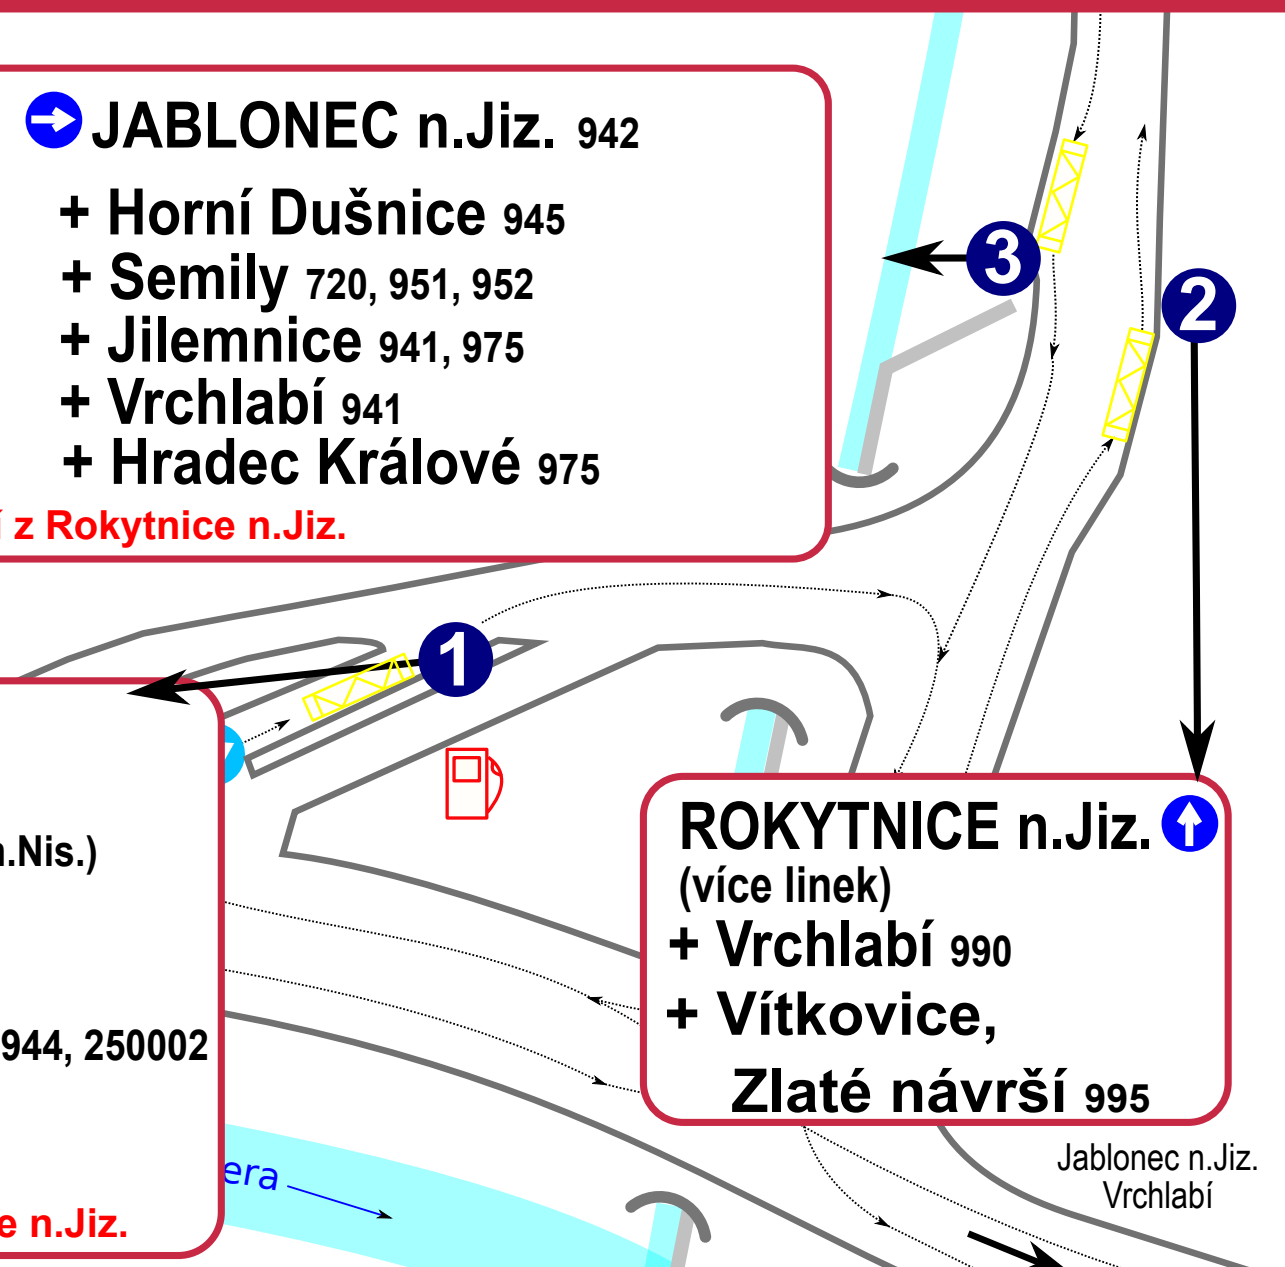 JABLONEC n.Jiz. 942
+ Horní Dušnice 945
+ Semily 720, 951, 952
+ Jilemnice 941, 975
+ Vrchlabí 941
+ Hradec Králové 975
z Rokytnice n.Jiz.
3
2
1
n.Nis.)
944, 250002
e n.Jiz.
ROKYTNICE n.Jiz.
(více linek)
+ Vrchlabí 990
+ Vítkovice,
Zlaté návrší 995
era
Jablonec n.Jiz.
Vrchlabí